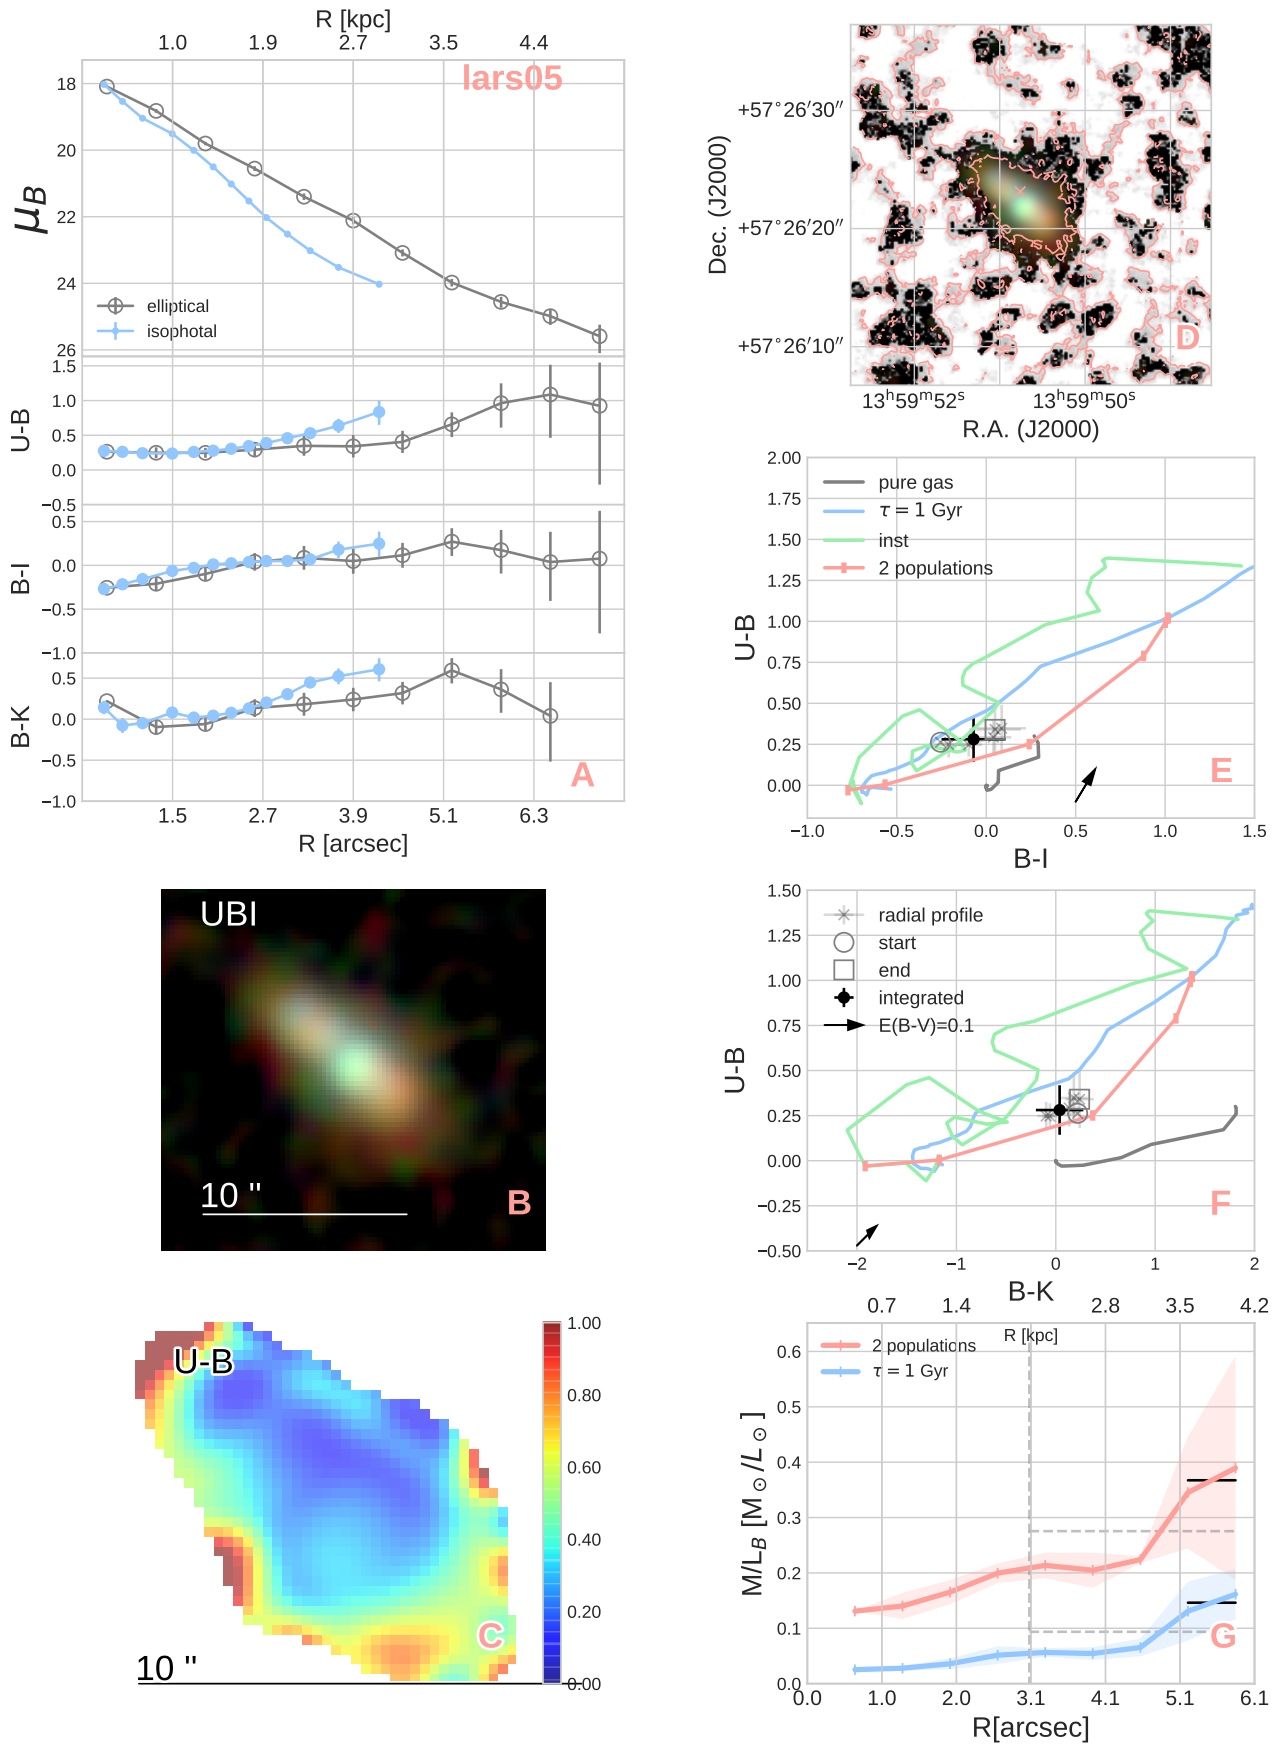 R [kpc]
1.0 1.9 2.7 3.5 4.4
lars05
18
20
22
24
26
μB
elliptical
isophotal
1.5
1.0
0.5
0.0
−0.5
U-B
0.5
0.0
−0.5
−1.0
B-I
0.5
0.0
−0.5
−1.0
B-K
A
1.5 2.7 3.9 5.1 6.3
R [arcsec]
+57°26′30″
+57°26′20″
+57°26′10″
Dec. (J2000)
D
13ʰ59ᵐ52ˢ 13ʰ59ᵐ50ˢ
R.A. (J2000)
2.00
1.75
1.50
1.25
1.00
0.75
0.50
0.25
0.00
U-B
pure gas
τ = 1 Gyr
inst
2 populations
E
−1.0 −0.5 0.0 0.5 1.0 1.5
B-I
UBI
10 "
B
1.50
1.25
1.00
0.75
0.50
0.25
0.00
−0.25
−0.50
U-B
radial profile
start
end
integrated
E(B-V)=0.1
F
−2 −1 0 1 2
B-K
U-B
10 "
C
1.00
0.80
0.60
0.40
0.20
0.00
0.7 1.4 2.8 3.5 4.2
R [kpc]
2 populations
τ = 1 Gyr
0.6
0.5
0.4
0.3
0.2
0.1
0.0
M/LB [M⊙/L⊙]
G
0.0 1.0 2.0 3.1 4.1 5.1 6.1
R[arcsec]